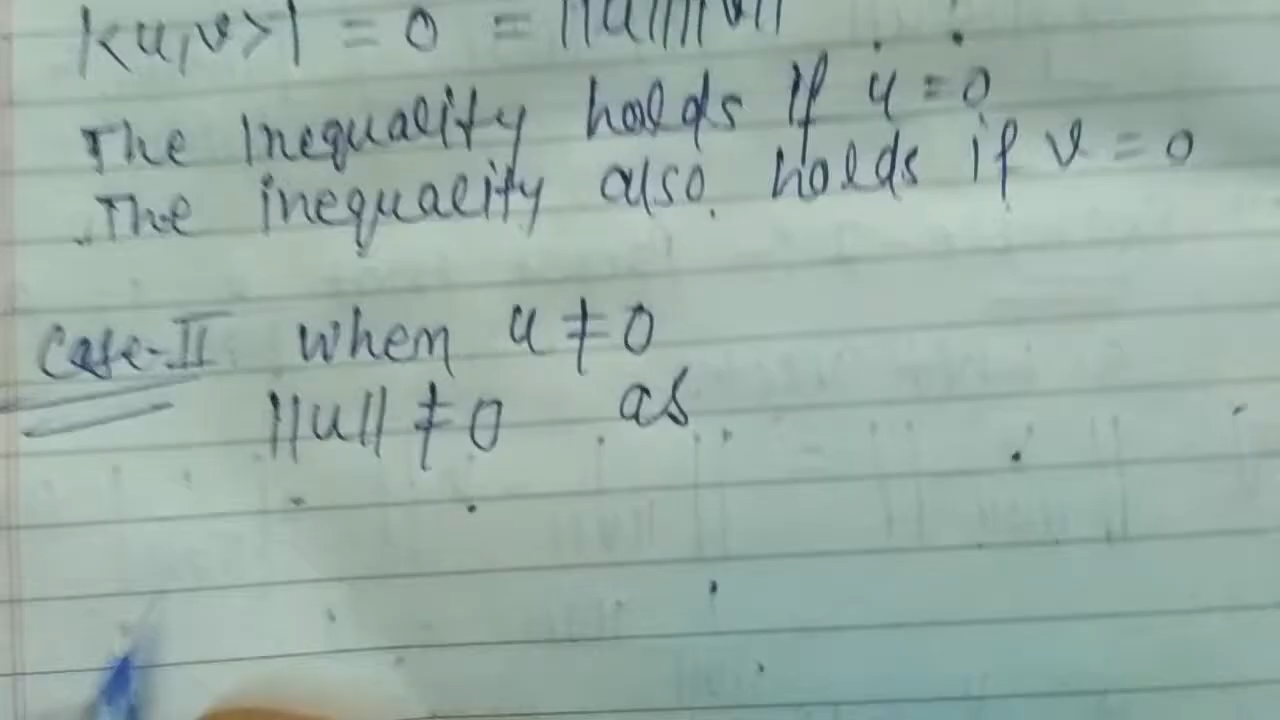 |<u,v>| = 0 = ||u|| ||v||
The Inequality holds If u = 0
The inequality also holds if v = 0
Case-II when u ≠ 0
||u|| ≠ 0 as